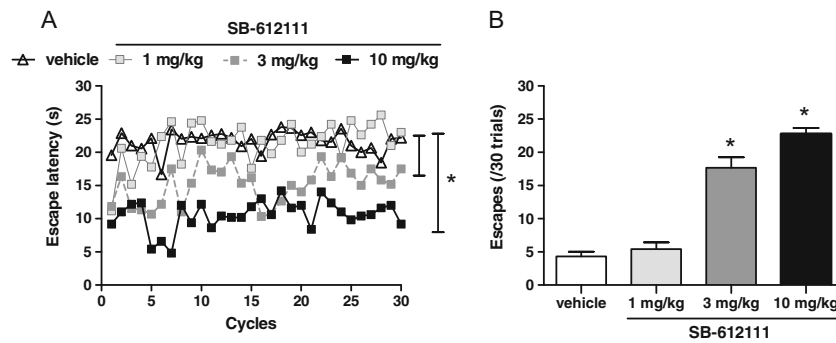 A
SB-612111
vehicle 1 mg/kg 3 mg/kg 10 mg/kg
Escape latency (s)
30
25
20
15
10
5
0
*
0 5 10 15 20 25 30
Cycles
B
Escapes (/30 trials)
30
25
20
15
10
5
0
* *
vehicle 1 mg/kg 3 mg/kg 10 mg/kg
SB-612111